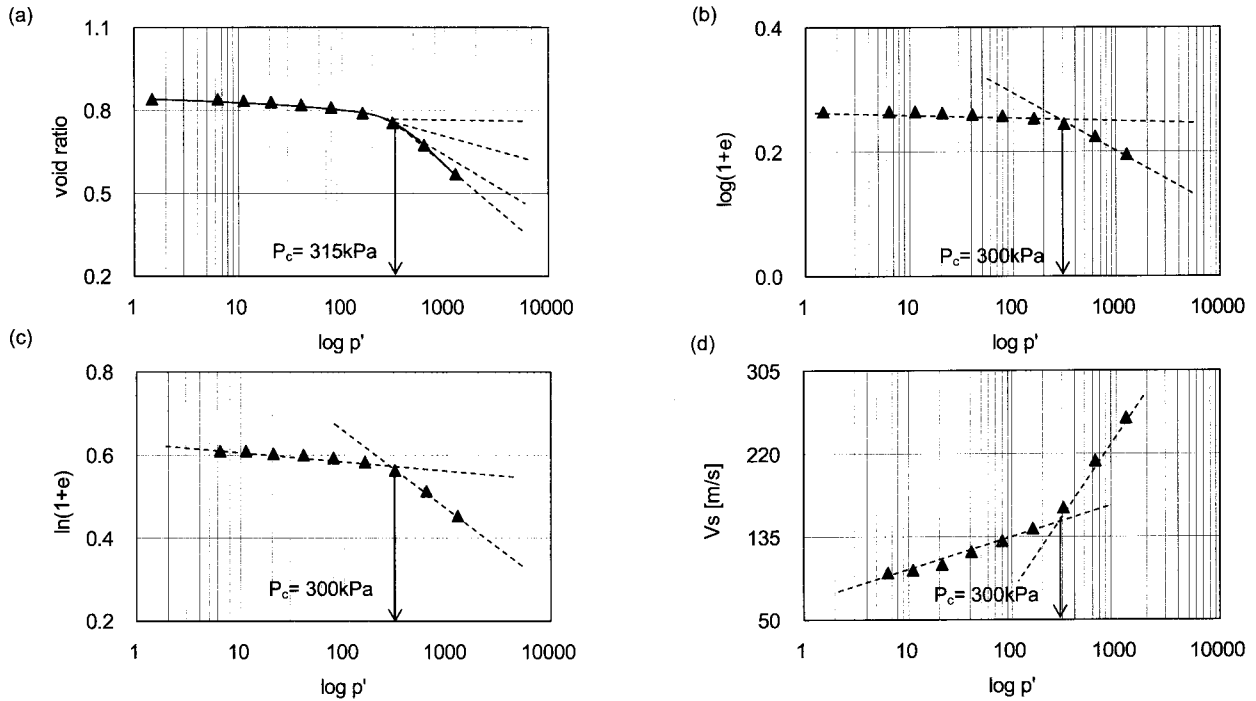 (a)
1.1
0.8
0.5
0.2
void ratio
P_c= 315kPa
1 10 100 1000 10000
log p'
(b)
0.4
0.2
0.0
log(1+e)
P_c= 300kPa
1 10 100 1000 10000
log p'
(c)
0.8
0.6
0.4
0.2
ln(1+e)
P_c= 300kPa
1 10 100 1000 10000
log p'
(d)
305
220
135
50
Vs [m/s]
P_c= 300kPa
1 10 100 1000 10000
log p'